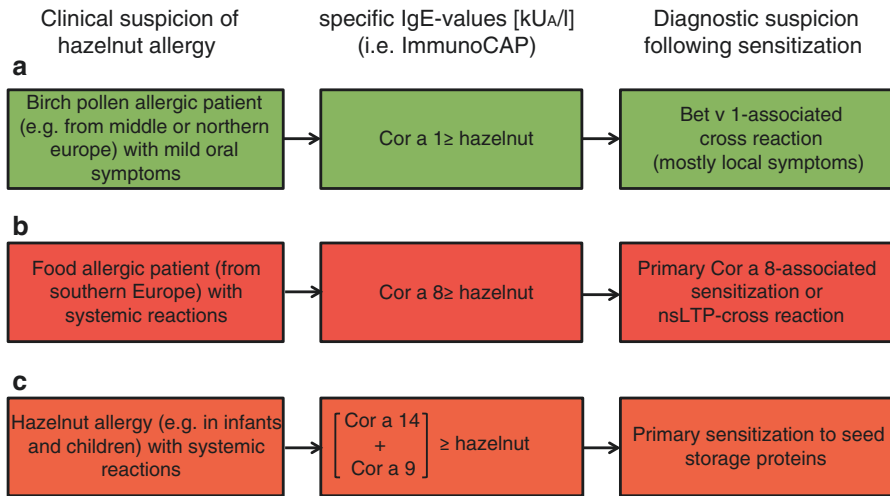 Clinical suspicion of
hazelnut allergy
specific IgE-values [kUA/l]
(i.e. ImmunoCAP)
Diagnostic suspicion
following sensitization
a
Birch pollen allergic patient
(e.g. from middle or northern
europe) with mild oral
symptoms
Cor a 1≥ hazelnut
Bet v 1-associated
cross reaction
(mostly local symptoms)
b
Food allergic patient (from
southern Europe) with
systemic reactions
Cor a 8≥ hazelnut
Primary Cor a 8-associated
sensitization or
nsLTP-cross reaction
c
Hazelnut allergy (e.g. in infants
and children) with systemic
reactions
Cor a 14
+
Cor a 9
≥ hazelnut
Primary sensitization to seed
storage proteins